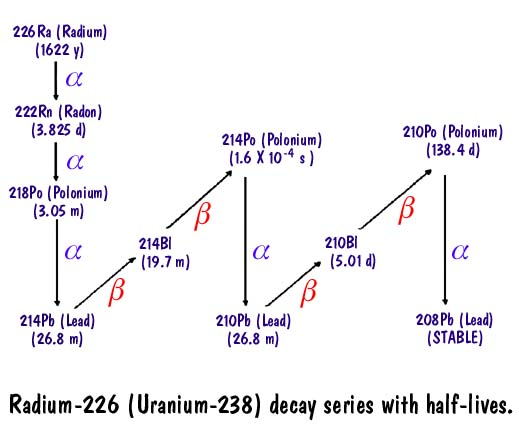 226Ra (Radium)
(1622 y)
α
222Rn (Radon)
(3.825 d)
α
218Po (Polonium)
(3.05 m)
α
214Pb (Lead)
(26.8 m)
β
214BI
(19.7 m)
β
214Po (Polonium)
(1.6 X 10⁻⁴ s )
α
210Pb (Lead)
(26.8 m)
β
210BI
(5.01 d)
β
210Po (Polonium)
(138.4 d)
α
208Pb (Lead)
(STABLE)
Radium-226 (Uranium-238) decay series with half-lives.